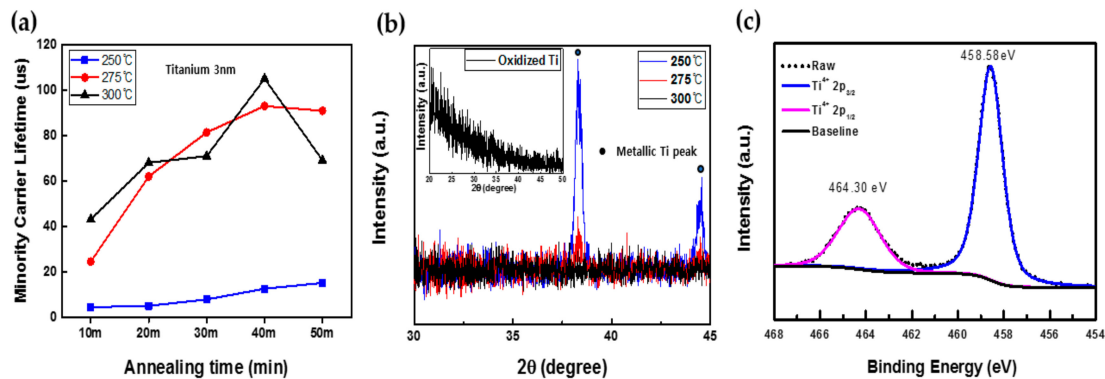 (a)
120
100
80
60
40
20
0
Minority Carrier Lifetime (us)
250℃
275℃
300℃
Titanium 3nm
10m 20m 30m 40m 50m
Annealing time (min)
(b)
Intensity (a.u.)
250℃
275℃
300℃
Metallic Ti peak
30 35 40 45
2θ (degree)
Oxidized Ti
Intensity (a.u.)
20 25 30 35 40 45 50
2θ (degree)
(c)
Intensity (a.u.)
Raw
Ti⁴⁺ 2p₃/₂
Ti⁴⁺ 2p₁/₂
Baseline
458.58eV
464.30 eV
468 466 464 462 460 458 456 454
Binding Energy (eV)